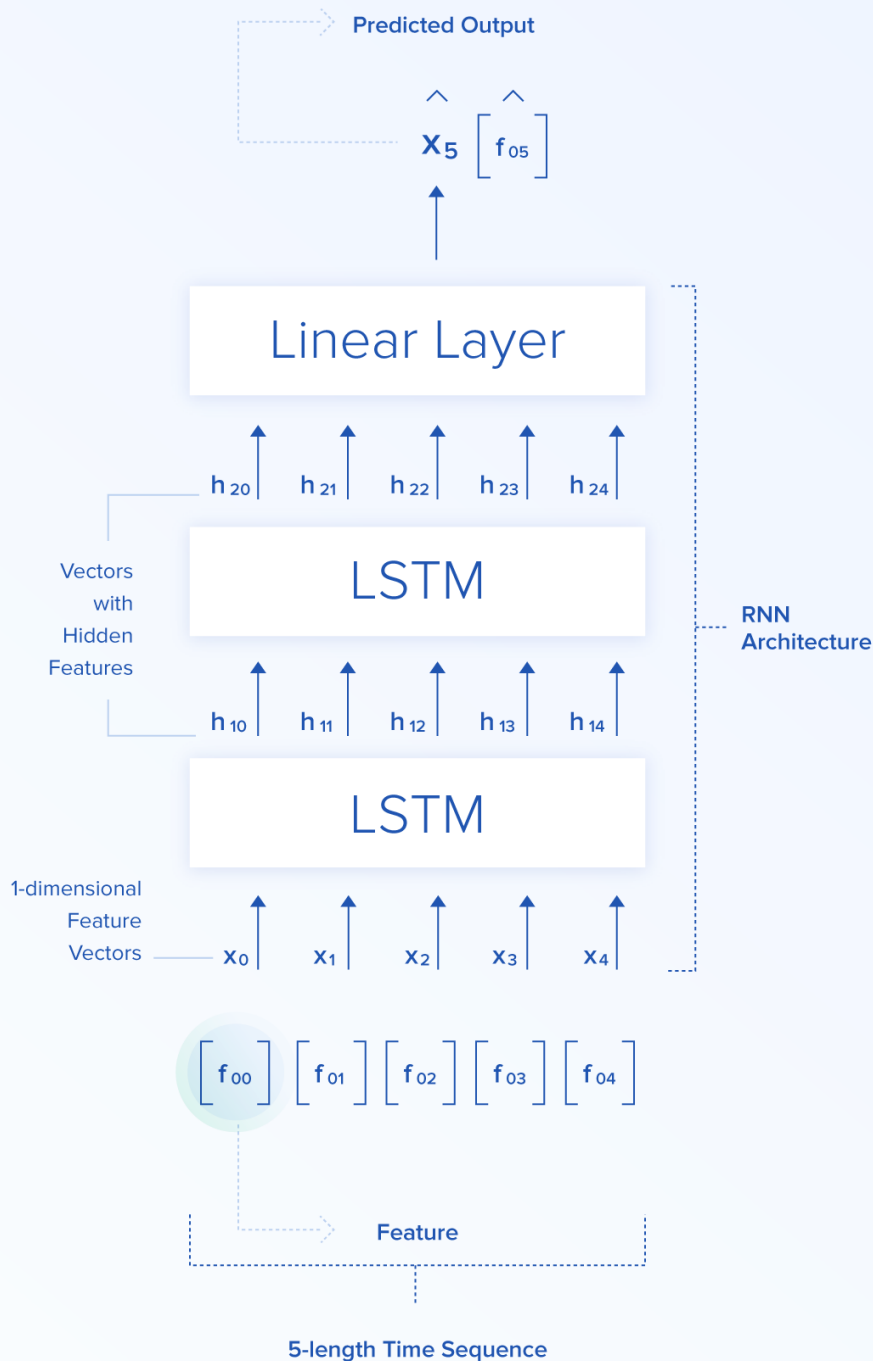 Predicted Output
x̂5 [f̂05]
Linear Layer
h20 h21 h22 h23 h24
LSTM
Vectors
with
Hidden
Features
RNN
Architecture
h10 h11 h12 h13 h14
LSTM
1-dimensional
Feature
Vectors
x0 x1 x2 x3 x4
[f00] [f01] [f02] [f03] [f04]
Feature
5-length Time Sequence